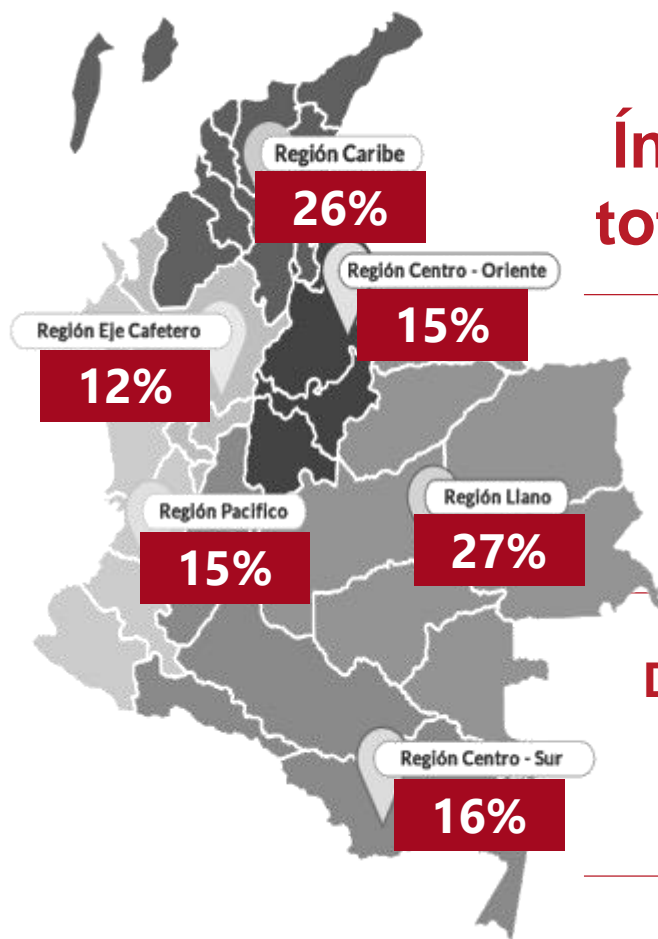 Región Caribe
26%
Región Centro - Oriente
15%
Región Eje Cafetero
12%
Región Llano
27%
Región Pacifico
15%
Región Centro - Sur
16%